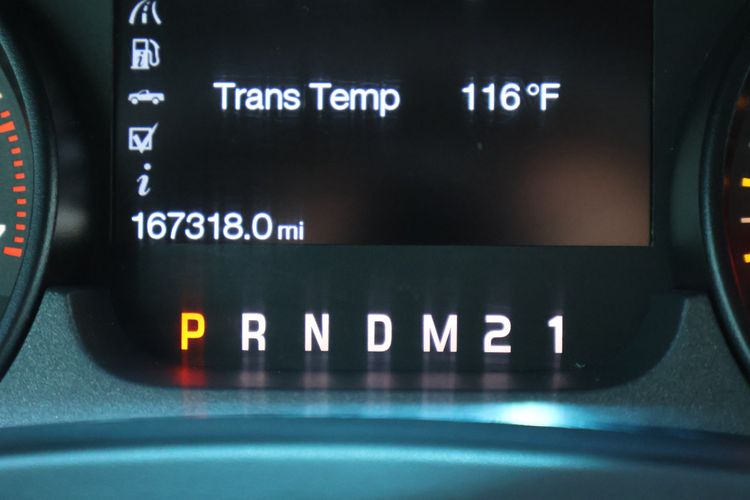 Trans Temp 116°F
i
167318.0 mi
P R N D M 2 1